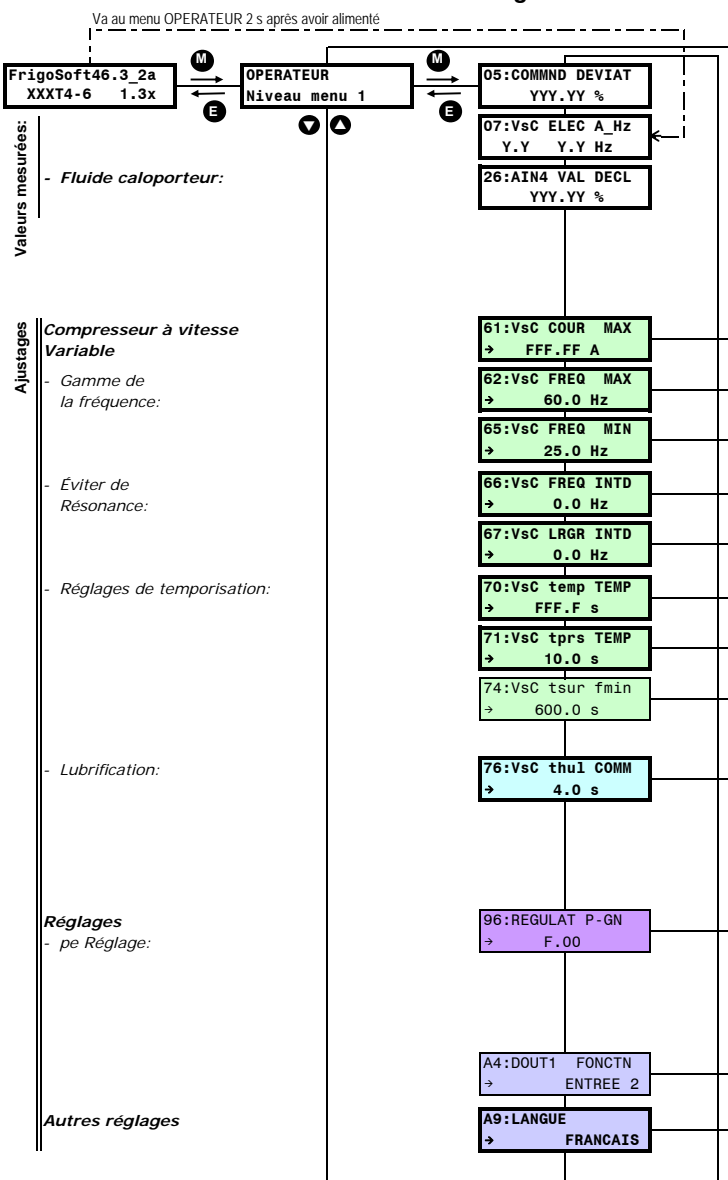 Va au menu OPERATEUR 2 s après avoir alimenté
FrigoSoft46.3_2a
XXXT4-6 1.3x
M
E
OPERATEUR
Niveau menu 1
M
E
05:COMMND DEVIAT
YYY.YY %
07:VsC ELEC A_Hz
Y.Y Y.Y Hz
Valeurs mesurées:
- Fluide caloporteur:
26:AIN4 VAL DECL
YYY.YY %
Ajustages
Compresseur à vitesse
Variable
61:VsC COUR MAX
→ FFF.FF A
- Gamme de
la fréquence:
62:VsC FREQ MAX
→ 60.0 Hz
65:VsC FREQ MIN
→ 25.0 Hz
- Éviter de
Résonance:
66:VsC FREQ INTD
→ 0.0 Hz
67:VsC LRGR INTD
→ 0.0 Hz
- Réglages de temporisation:
70:VsC temp TEMP
→ FFF.F s
71:VsC tprs TEMP
→ 10.0 s
74:VsC tsur fmin
→ 600.0 s
- Lubrification:
76:VsC thul COMM
→ 4.0 s
Réglages
- pe Réglage:
96:REGULAT P-GN
→ F.00
A4:DOUT1 FONCTN
→ ENTREE 2
Autres réglages
A9:LANGUE
→ FRANCAIS